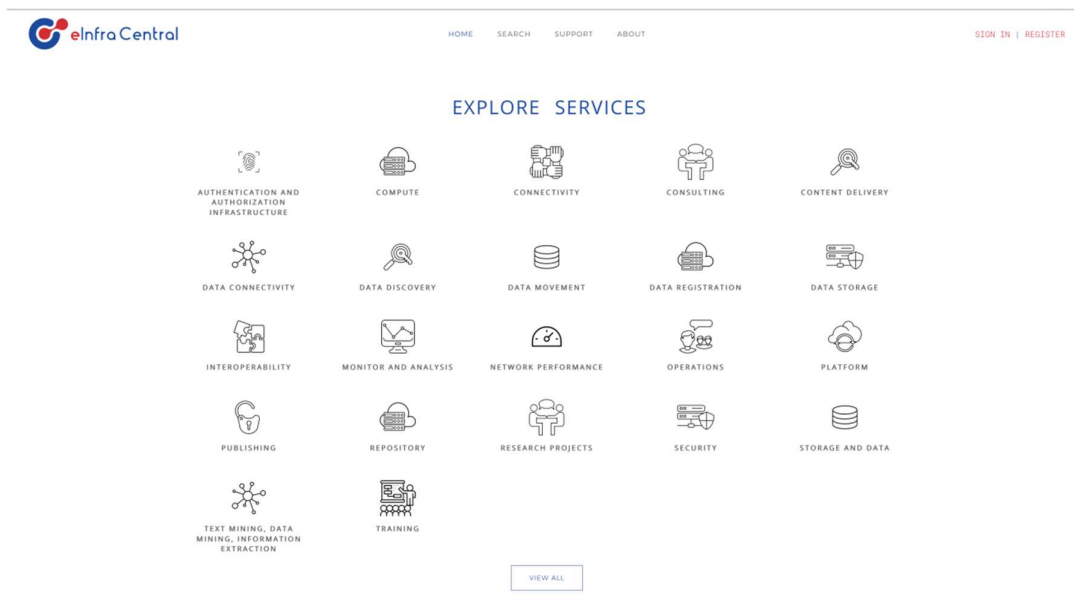 eInfraCentral
HOME SEARCH SUPPORT ABOUT
SIGN IN | REGISTER
EXPLORE SERVICES
AUTHENTICATION AND
AUTHORIZATION
INFRASTRUCTURE
COMPUTE
CONNECTIVITY
CONSULTING
CONTENT DELIVERY
DATA CONNECTIVITY
DATA DISCOVERY
DATA MOVEMENT
DATA REGISTRATION
DATA STORAGE
INTEROPERABILITY
MONITOR AND ANALYSIS
NETWORK PERFORMANCE
OPERATIONS
PLATFORM
PUBLISHING
REPOSITORY
RESEARCH PROJECTS
SECURITY
STORAGE AND DATA
TEXT MINING, DATA
MINING, INFORMATION
EXTRACTION
TRAINING
VIEW ALL